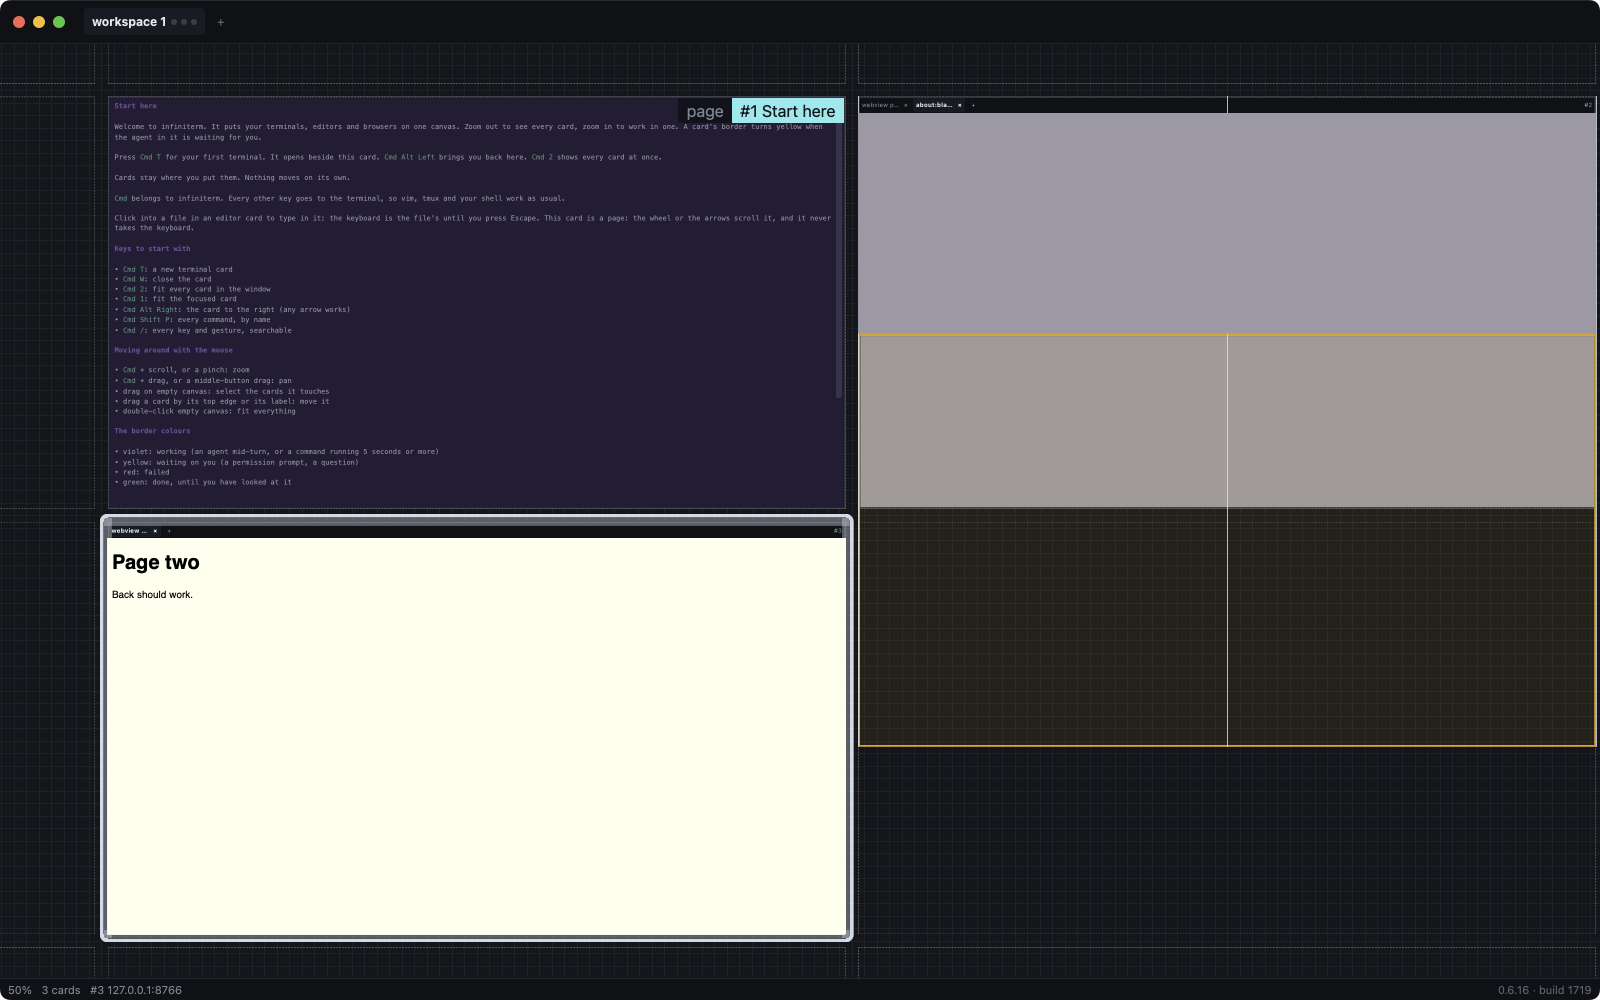 workspace 1
+
page
#1 Start here
Start here
Welcome to infiniterm. It puts your terminals, editors and browsers on one canvas. Zoom out to see every card, zoom in to work in one. A card's border turns yellow when
the agent in it is waiting for you.
Press Cmd T for your first terminal. It opens beside this card. Cmd Alt Left brings you back here. Cmd 2 shows every card at once.
Cards stay where you put them. Nothing moves on its own.
Cmd belongs to infiniterm. Every other key goes to the terminal, so vim, tmux and your shell work as usual.
Click into a file in an editor card to type in it: the keyboard is the file's until you press Escape. This card is a page: the wheel or the arrows scroll it, and it never
takes the keyboard.
Keys to start with
• Cmd T: a new terminal card
• Cmd W: close the card
• Cmd 2: fit every card in the window
• Cmd 1: fit the focused card
• Cmd Alt Right: the card to the right (any arrow works)
• Cmd Shift P: every command, by name
• Cmd /: every key and gesture, searchable
Moving around with the mouse
• Cmd + scroll, or a pinch: zoom
• Cmd + drag, or a middle-button drag: pan
• drag on empty canvas: select the cards it touches
• drag a card by its top edge or its label: move it
• double-click empty canvas: fit everything
The border colours
• violet: working (an agent mid-turn, or a command running 5 seconds or more)
• yellow: waiting on you (a permission prompt, a question)
• red: failed
• green: done, until you have looked at it
webview p... × about:bla... × + #2
webview ... × + #3
Page two
Back should work.
50% 3 cards #3 127.0.0.1:8766
0.6.16 · build 1719